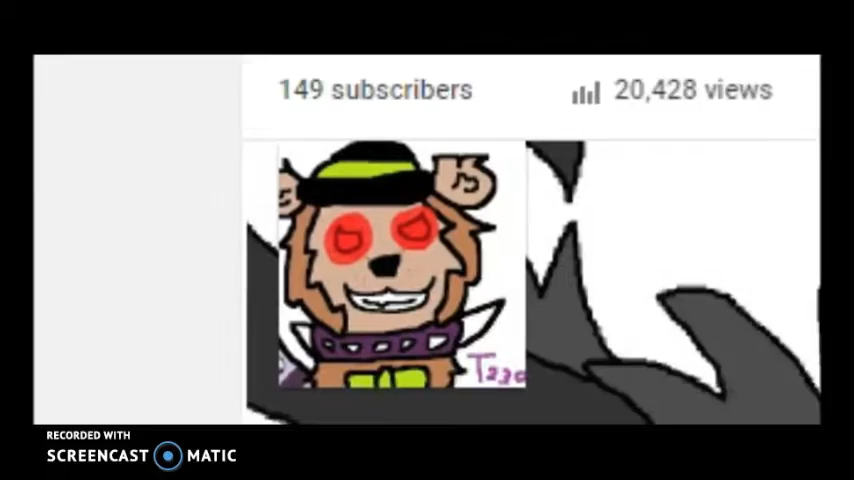 149 subscribers
20,428 views
RECORDED WITH
SCREENCAST MATIC